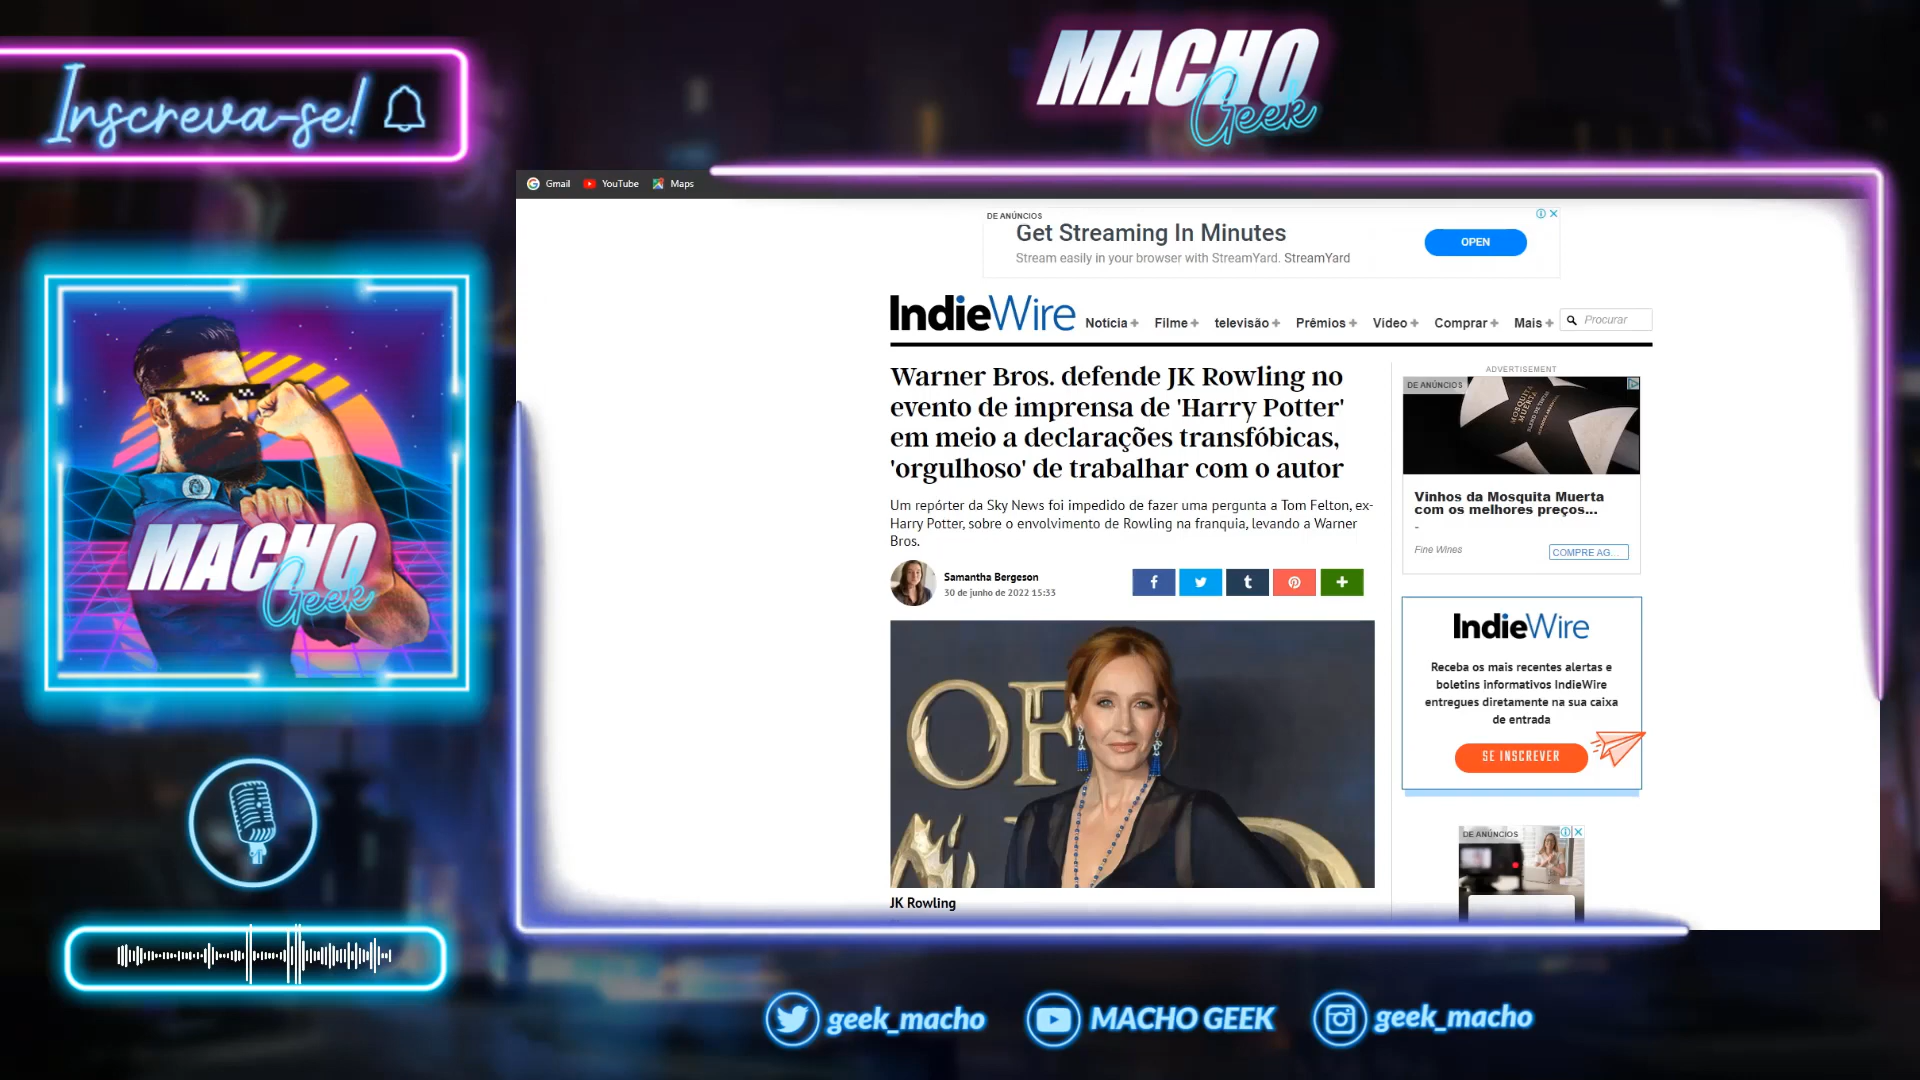 Inscreva-se!
MACHO
Geek
Gmail
YouTube
Maps
DE ANÚNCIOS
Get Streaming In Minutes
Stream easily in your browser with StreamYard. StreamYard
OPEN
IndieWire
Notícia+
Filme+
televisão+
Prêmios+
Vídeo+
Comprar+
Mais+
Procurar
Warner Bros. defende JK Rowling no
evento de imprensa de 'Harry Potter'
em meio a declarações transfóbicas,
'orgulhoso' de trabalhar com o autor
Um repórter da Sky News foi impedido de fazer uma pergunta a Tom Felton, ex-
Harry Potter, sobre o envolvimento de Rowling na franquia, levando a Warner
Bros.
Samantha Bergeson
30 de junho de 2022 15:33
OF
JK Rowling
ADVERTISEMENT
DE ANÚNCIOS
MOSQUITA
MUERTA
Vinhos da Mosquita Muerta
com os melhores preços...
-
Fine Wines
COMPRE AG...
IndieWire
Receba os mais recentes alertas e
boletins informativos IndieWire
entregues diretamente na sua caixa
de entrada
SE INSCREVER
DE ANÚNCIOS
MACHO
Geek
geek_macho
MACHO GEEK
geek_macho